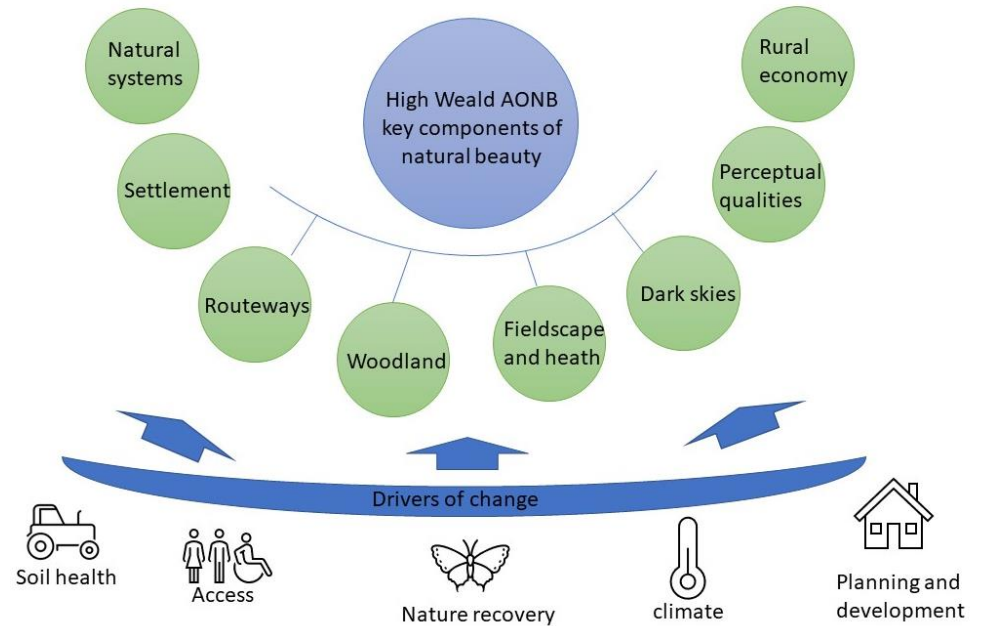 Natural
systems
High Weald AONB
key components of
natural beauty
Rural
economy
Settlement
Perceptual
qualities
Routeways
Woodland
Fieldscape
and heath
Dark skies
Drivers of change
Soil health
Access
Nature recovery
climate
Planning and
development